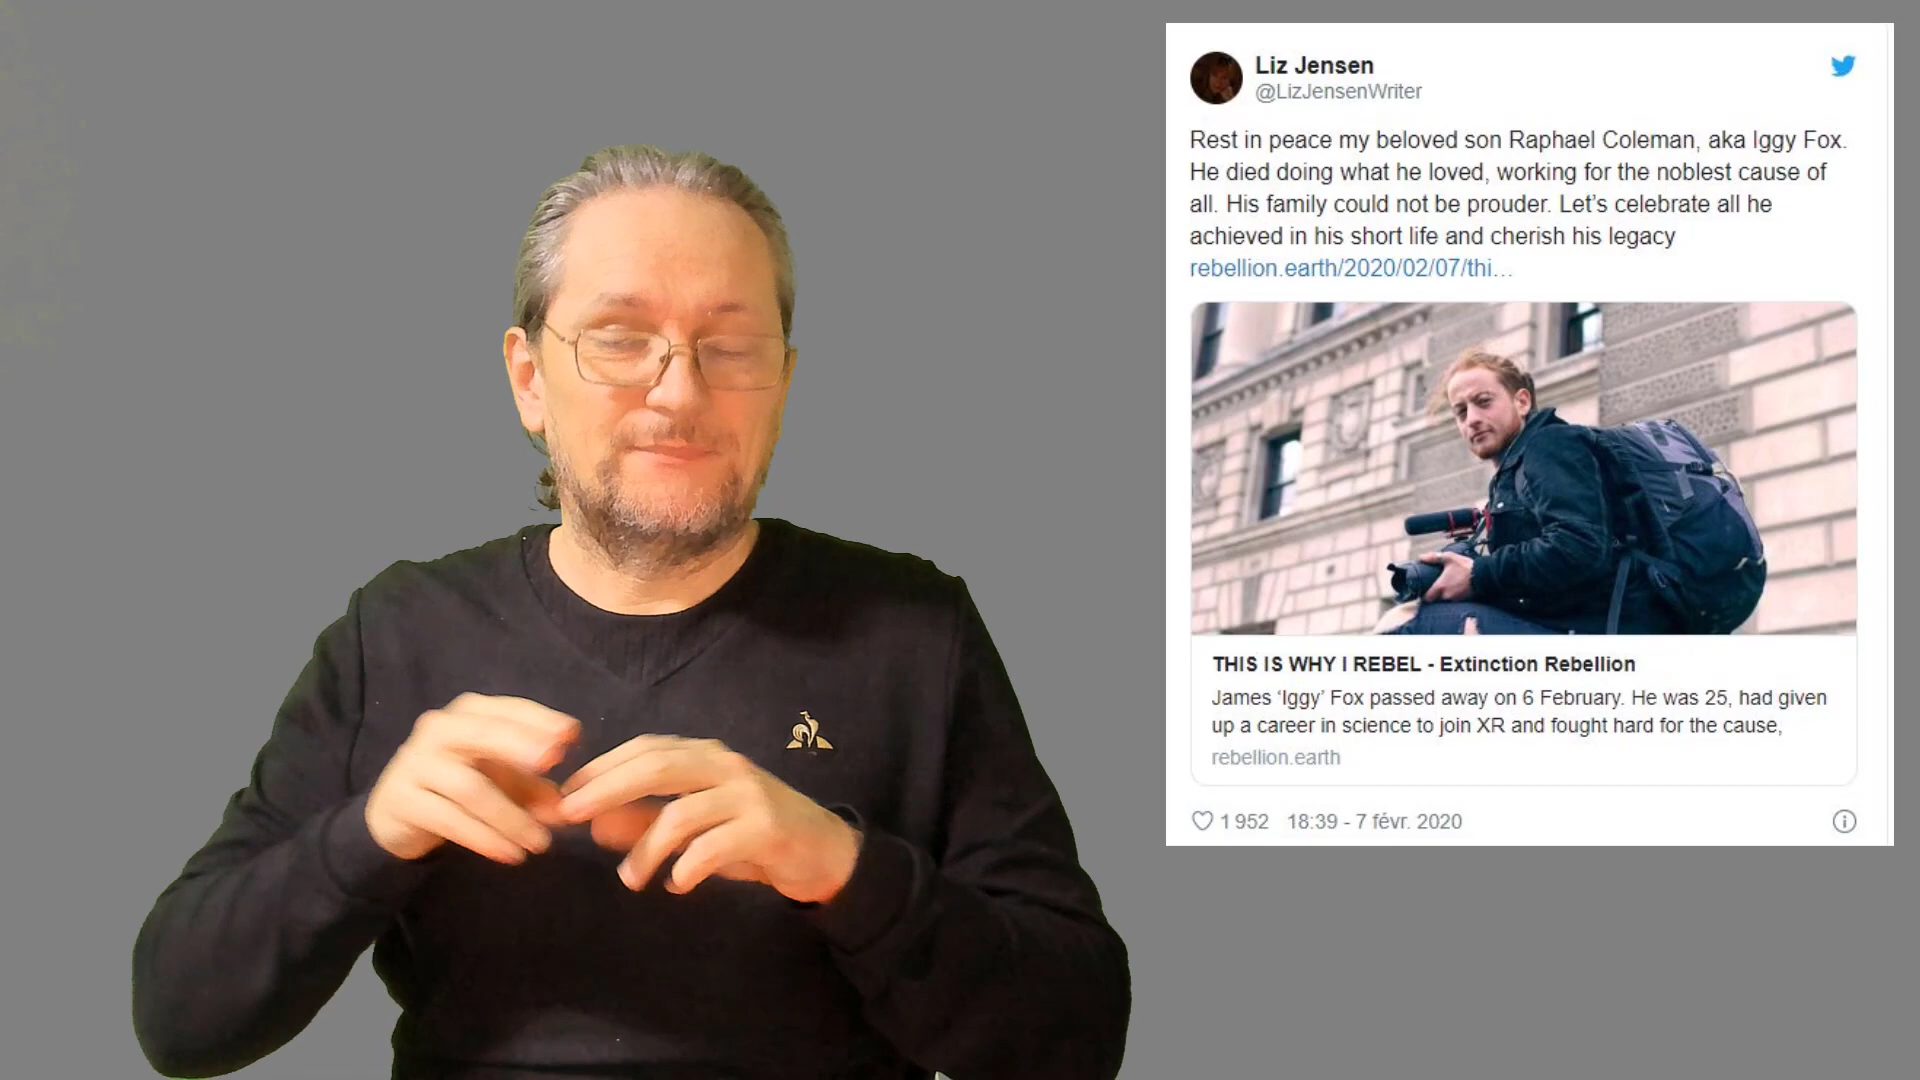 Liz Jensen
@LizJensenWriter
Rest in peace my beloved son Raphael Coleman, aka Iggy Fox.
He died doing what he loved, working for the noblest cause of
all. His family could not be prouder. Let’s celebrate all he
achieved in his short life and cherish his legacy
rebellion.earth/2020/02/07/thi…
THIS IS WHY I REBEL - Extinction Rebellion
James ‘Iggy’ Fox passed away on 6 February. He was 25, had given
up a career in science to join XR and fought hard for the cause,
rebellion.earth
1 952 18:39 - 7 févr. 2020